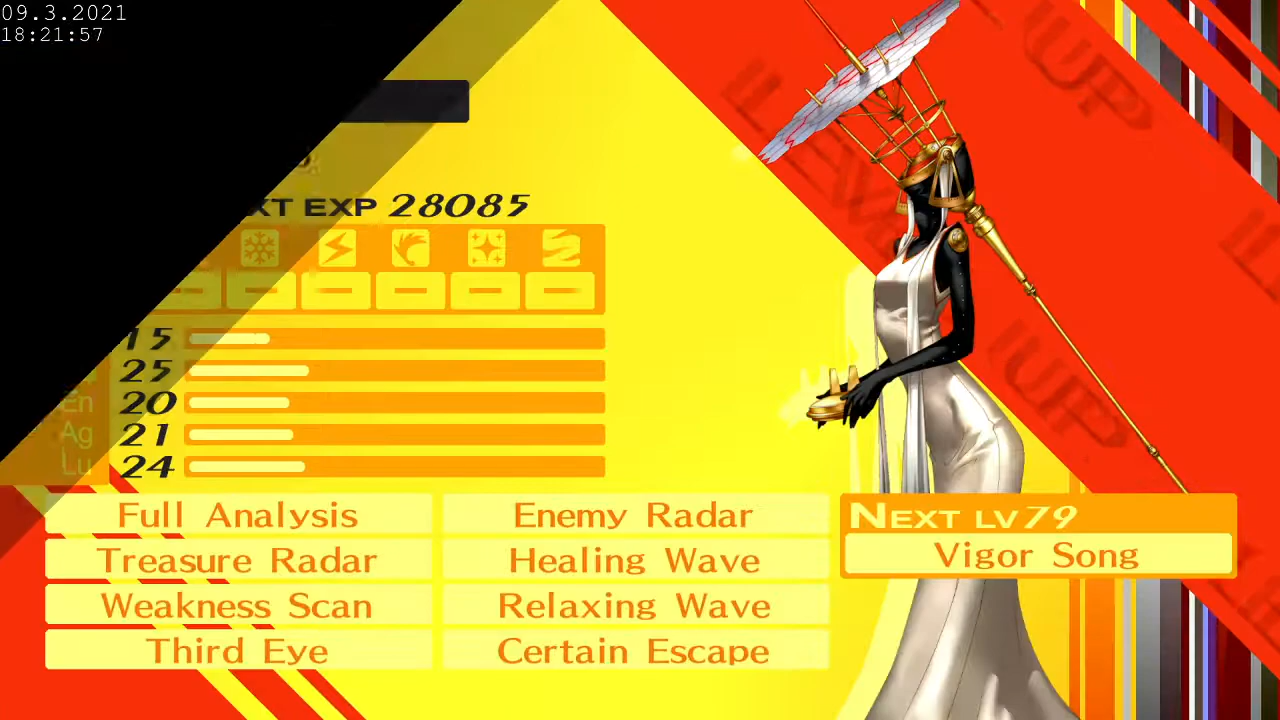 09.3.2021
18:21:57
XT EXP 28085
15
25
En 20
Ag 21
Lu 24
Full Analysis
Enemy Radar
Treasure Radar
Healing Wave
Weakness Scan
Relaxing Wave
Third Eye
Certain Escape
NEXT LV79
Vigor Song